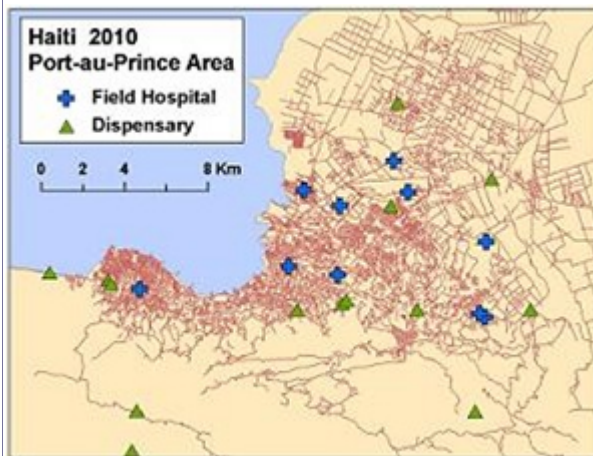 Haiti 2010
Port-au-Prince Area
Field Hospital
Dispensary
0 2 4 8 Km